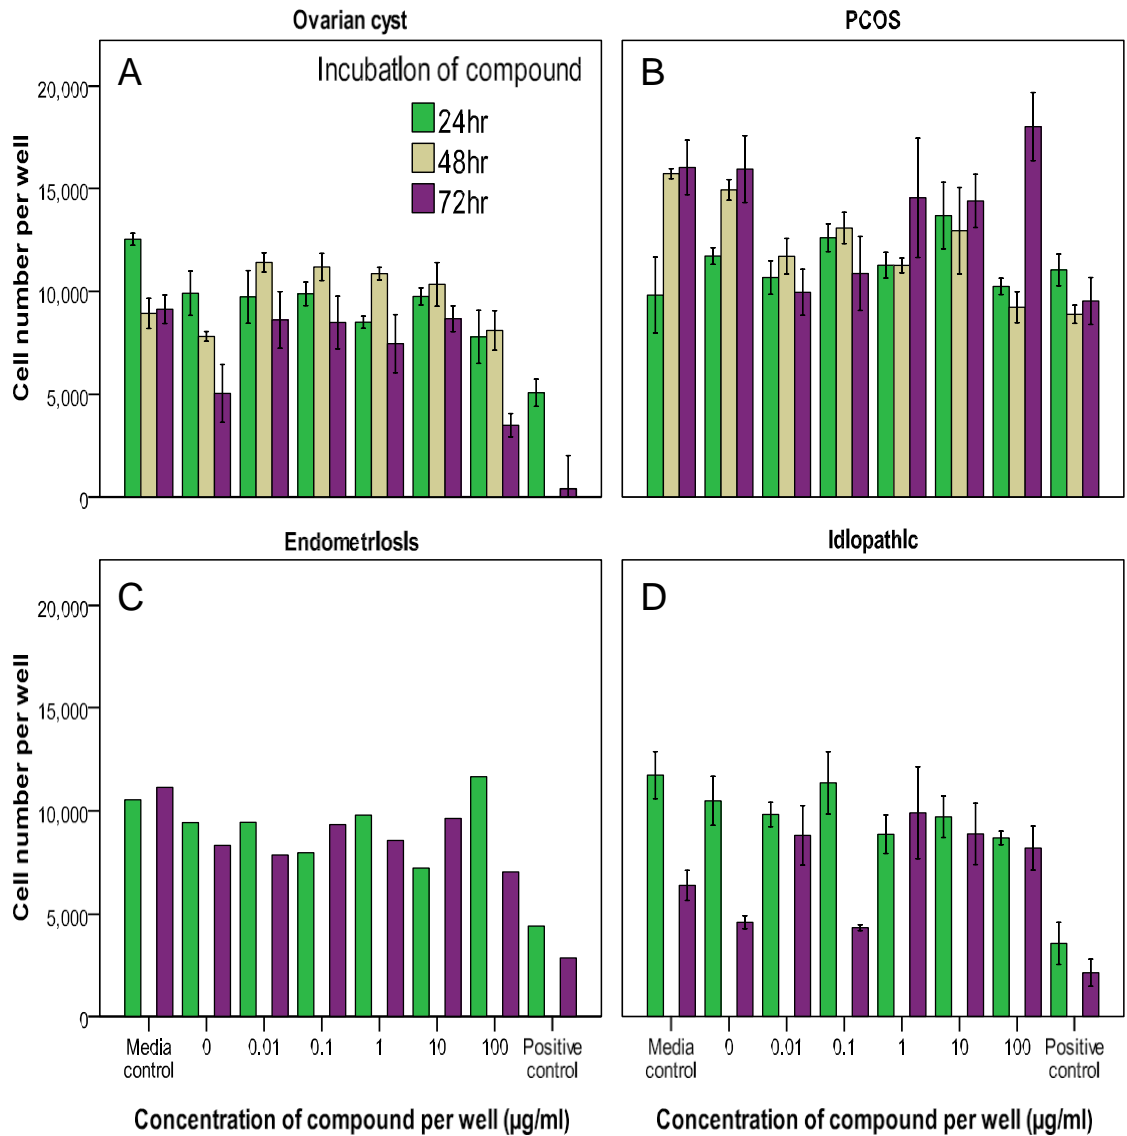 Ovarian cyst
PCOS
A
Incubation of compound
24hr
48hr
72hr
B
20,000
15,000
10,000
5,000
0
Cell number per well
Endometriosis
Idiopathic
C
D
20,000
15,000
10,000
5,000
0
Cell number per well
Media control 0 0.01 0.1 1 10 100 Positive control
Media control 0 0.01 0.1 1 10 100 Positive control
Concentration of compound per well (µg/ml)
Concentration of compound per well (µg/ml)